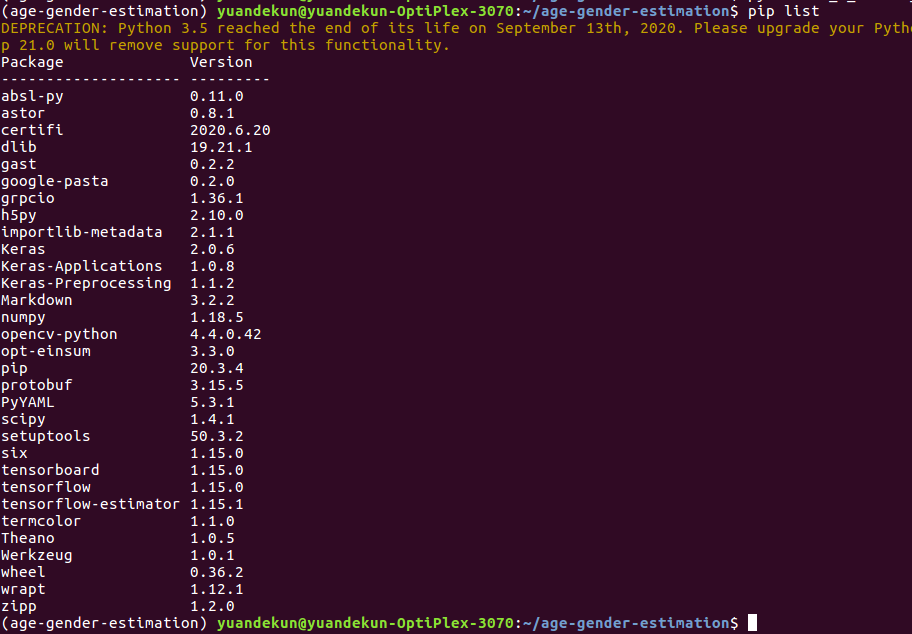 (age-gender-estimation) yuandekun@yuandekun-OptiPlex-3070:~/age-gender-estimation$ pip list
DEPRECATION: Python 3.5 reached the end of its life on September 13th, 2020. Please upgrade your Pytho
p 21.0 will remove support for this functionality.
Package              Version
-------------------- ---------
absl-py              0.11.0
astor                0.8.1
certifi              2020.6.20
dlib                 19.21.1
gast                 0.2.2
google-pasta         0.2.0
grpcio               1.36.1
h5py                 2.10.0
importlib-metadata   2.1.1
Keras                2.0.6
Keras-Applications   1.0.8
Keras-Preprocessing  1.1.2
Markdown             3.2.2
numpy                1.18.5
opencv-python        4.4.0.42
opt-einsum           3.3.0
pip                  20.3.4
protobuf             3.15.5
PyYAML               5.3.1
scipy                1.4.1
setuptools           50.3.2
six                  1.15.0
tensorboard          1.15.0
tensorflow           1.15.0
tensorflow-estimator 1.15.1
termcolor            1.1.0
Theano               1.0.5
Werkzeug             1.0.1
wheel                0.36.2
wrapt                1.12.1
zipp                 1.2.0
(age-gender-estimation) yuandekun@yuandekun-OptiPlex-3070:~/age-gender-estimation$